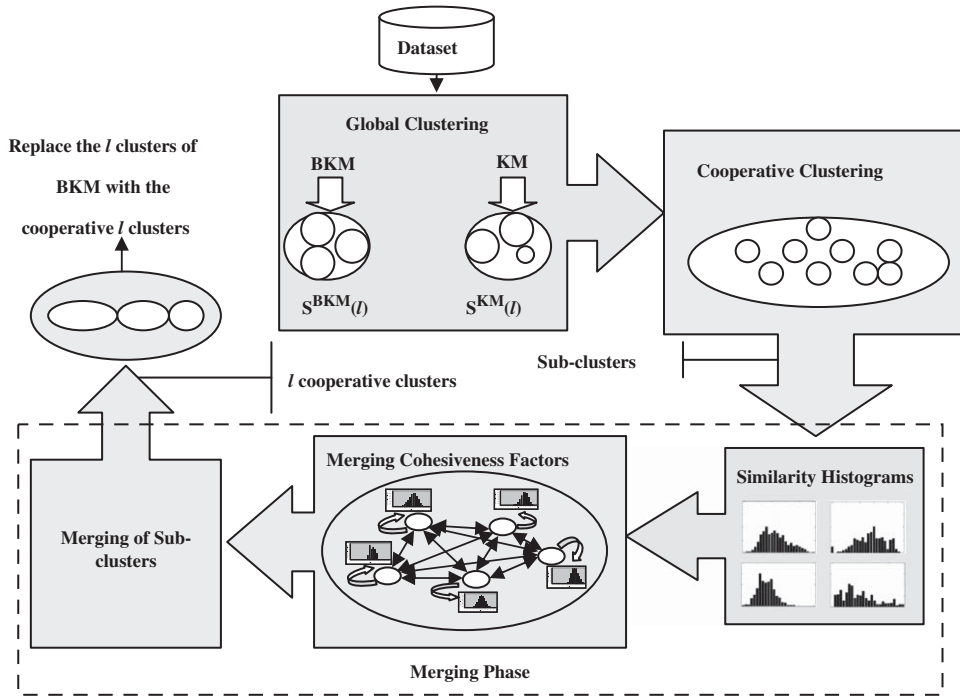 Dataset
Global Clustering
BKM
KM
S^BKM(l)
S^KM(l)
Cooperative Clustering
Replace the l clusters of
BKM with the
cooperative l clusters
Sub-clusters
l cooperative clusters
Similarity Histograms
Merging Cohesiveness Factors
Merging of Sub-
clusters
Merging Phase